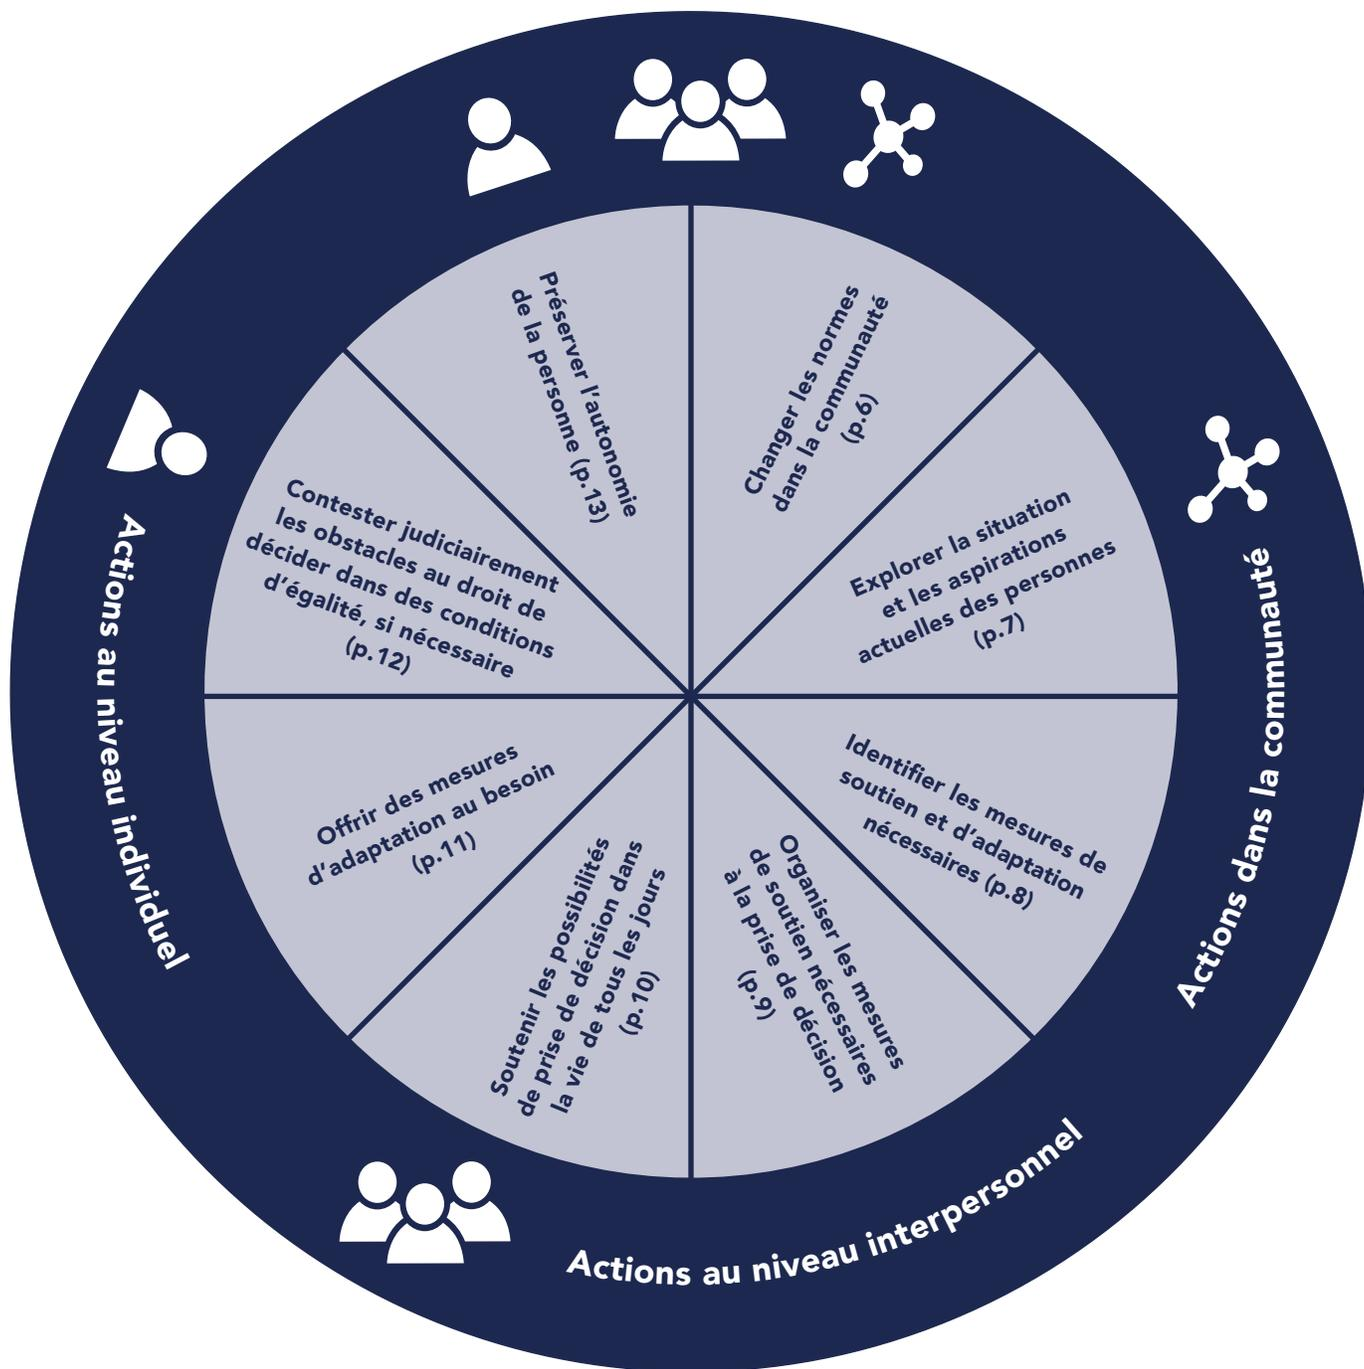 Changer les normes
dans la communauté
(p.6)
Explorer la situation
et les aspirations
actuelles des personnes
(p.7)
Identifier les mesures de
soutien et d’adaptation
nécessaires (p.8)
Organiser les mesures
de soutien nécessaires
à la prise de décision
(p.9)
Soutenir les possibilités
de prise de décision dans
la vie de tous les jours
(p.10)
Offrir des mesures
d’adaptation au besoin
(p.11)
Contester judiciairement
les obstacles au droit de
décider dans des conditions
d’égalité, si nécessaire
(p.12)
Préserver l’autonomie
de la personne (p.13)
Actions dans la communauté
Actions au niveau interpersonnel
Actions au niveau individuel